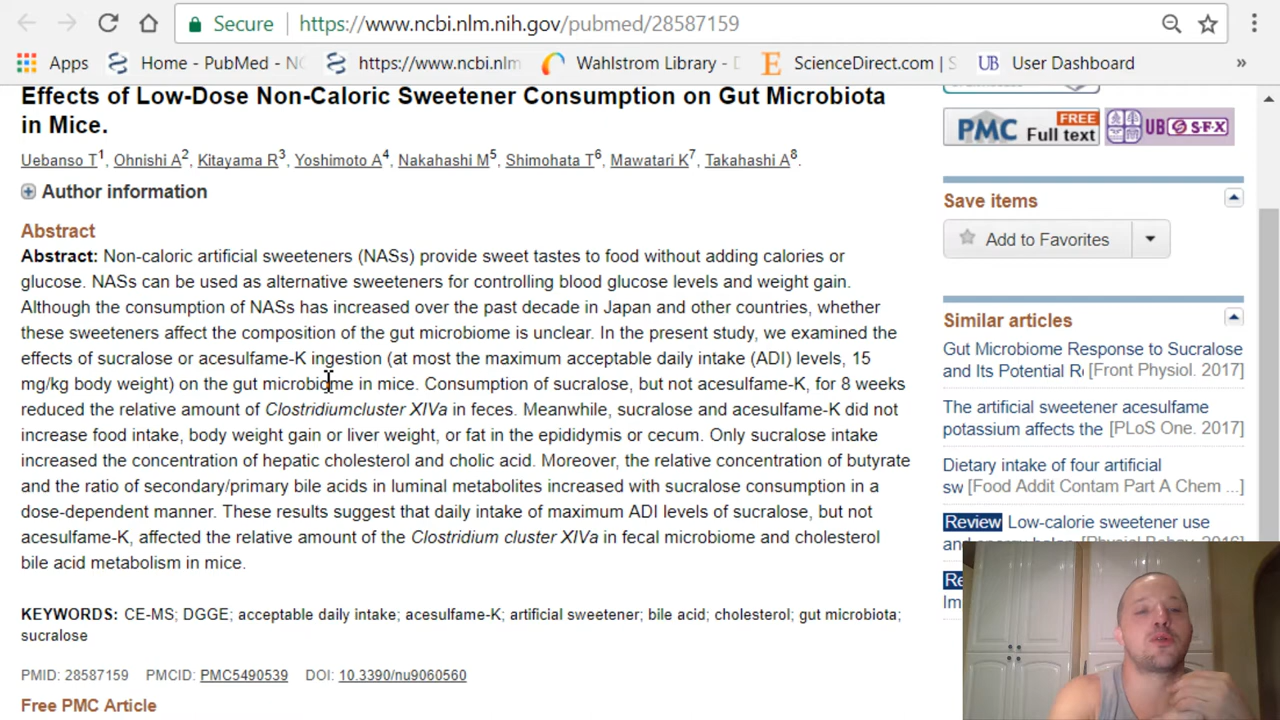 Secure https://www.ncbi.nlm.nih.gov/pubmed/28587159
Apps Home - PubMed - NC https://www.ncbi.nlm Wahlstrom Library - D E ScienceDirect.com | S UB User Dashboard »
Effects of Low-Dose Non-Caloric Sweetener Consumption on Gut Microbiota
in Mice.
Uebanso T1, Ohnishi A2, Kitayama R3, Yoshimoto A4, Nakahashi M5, Shimohata T6, Mawatari K7, Takahashi A8.
Author information
Abstract
Abstract: Non-caloric artificial sweeteners (NASs) provide sweet tastes to food without adding calories or
glucose. NASs can be used as alternative sweeteners for controlling blood glucose levels and weight gain.
Although the consumption of NASs has increased over the past decade in Japan and other countries, whether
these sweeteners affect the composition of the gut microbiome is unclear. In the present study, we examined the
effects of sucralose or acesulfame-K ingestion (at most the maximum acceptable daily intake (ADI) levels, 15
mg/kg body weight) on the gut microbiome in mice. Consumption of sucralose, but not acesulfame-K, for 8 weeks
reduced the relative amount of Clostridiumcluster XIVa in feces. Meanwhile, sucralose and acesulfame-K did not
increase food intake, body weight gain or liver weight, or fat in the epididymis or cecum. Only sucralose intake
increased the concentration of hepatic cholesterol and cholic acid. Moreover, the relative concentration of butyrate
and the ratio of secondary/primary bile acids in luminal metabolites increased with sucralose consumption in a
dose-dependent manner. These results suggest that daily intake of maximum ADI levels of sucralose, but not
acesulfame-K, affected the relative amount of the Clostridium cluster XIVa in fecal microbiome and cholesterol
bile acid metabolism in mice.
KEYWORDS: CE-MS; DGGE; acceptable daily intake; acesulfame-K; artificial sweetener; bile acid; cholesterol; gut microbiota;
sucralose
PMID: 28587159 PMCID: PMC5490539 DOI: 10.3390/nu9060560
Free PMC Article
PMC FREE
Full text
UB S·F·X
Save items
Add to Favorites
Similar articles
Gut Microbiome Response to Sucralose
and Its Potential R [Front Physiol. 2017]
The artificial sweetener acesulfame
potassium affects the [PLoS One. 2017]
Dietary intake of four artificial
sw [Food Addit Contam Part A Chem ...]
Review Low-calorie sweetener use
Re
Im